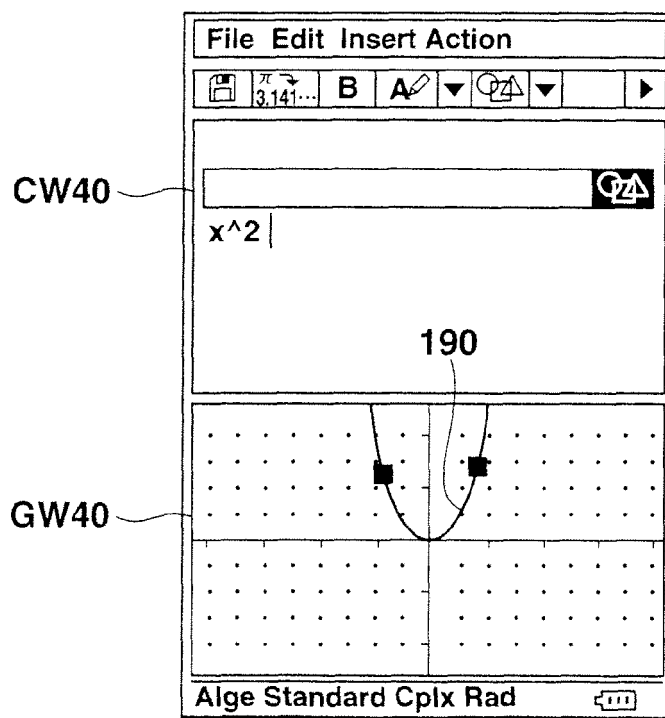 File Edit Insert Action
π
3.141... B A
CW40
x^2
190
GW40
Alge Standard Cplx Rad